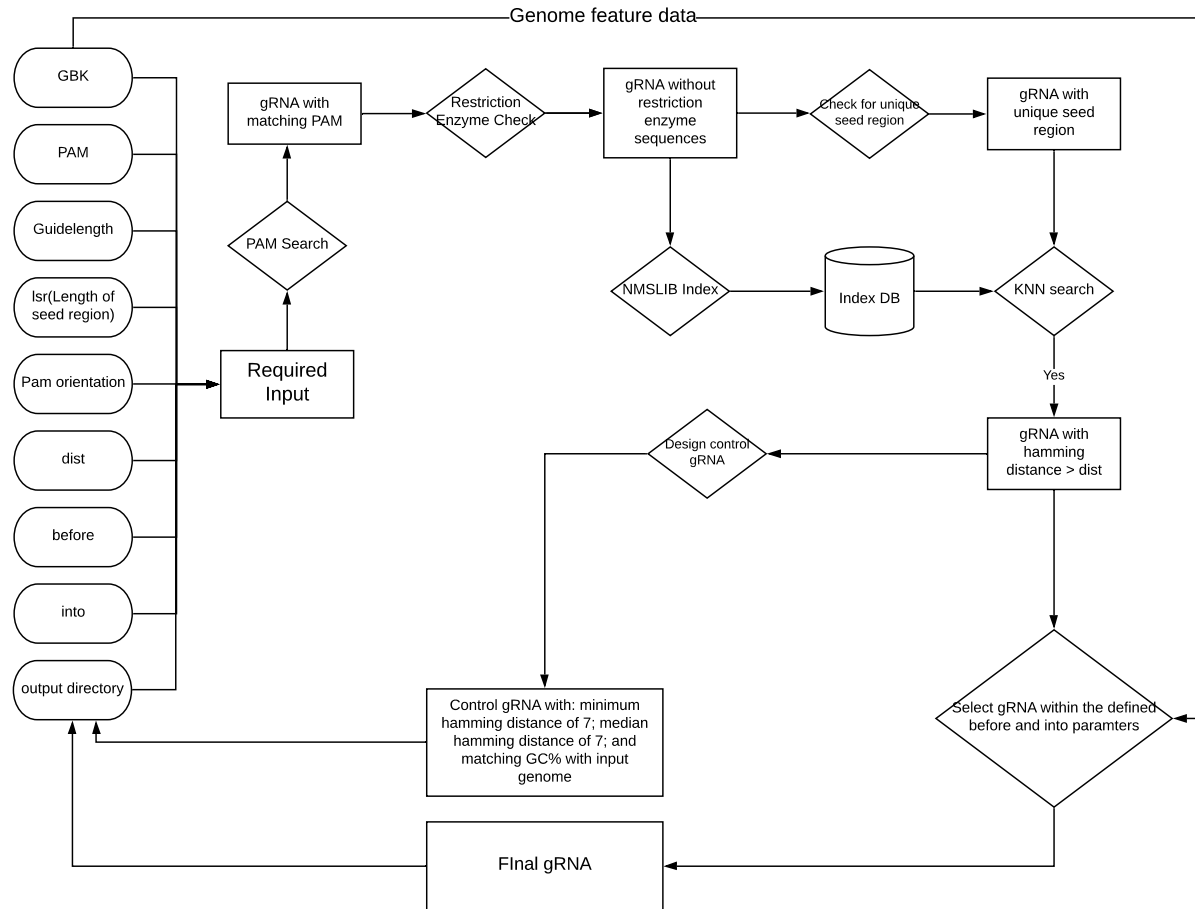 Genome feature data
GBK
PAM
Guidelength
lsr(Length of
seed region)
Pam orientation
dist
before
into
output directory
Required
Input
PAM Search
gRNA with
matching PAM
Restriction
Enzyme Check
gRNA without
restriction
enzyme
sequences
Check for unique
seed region
gRNA with
unique seed
region
NMSLIB Index
Index DB
KNN search
Yes
gRNA with
hamming
distance > dist
Design control
gRNA
Control gRNA with: minimum
hamming distance of 7; median
hamming distance of 7; and
matching GC% with input
genome
Select gRNA within the defined
before and into paramters
FInal gRNA